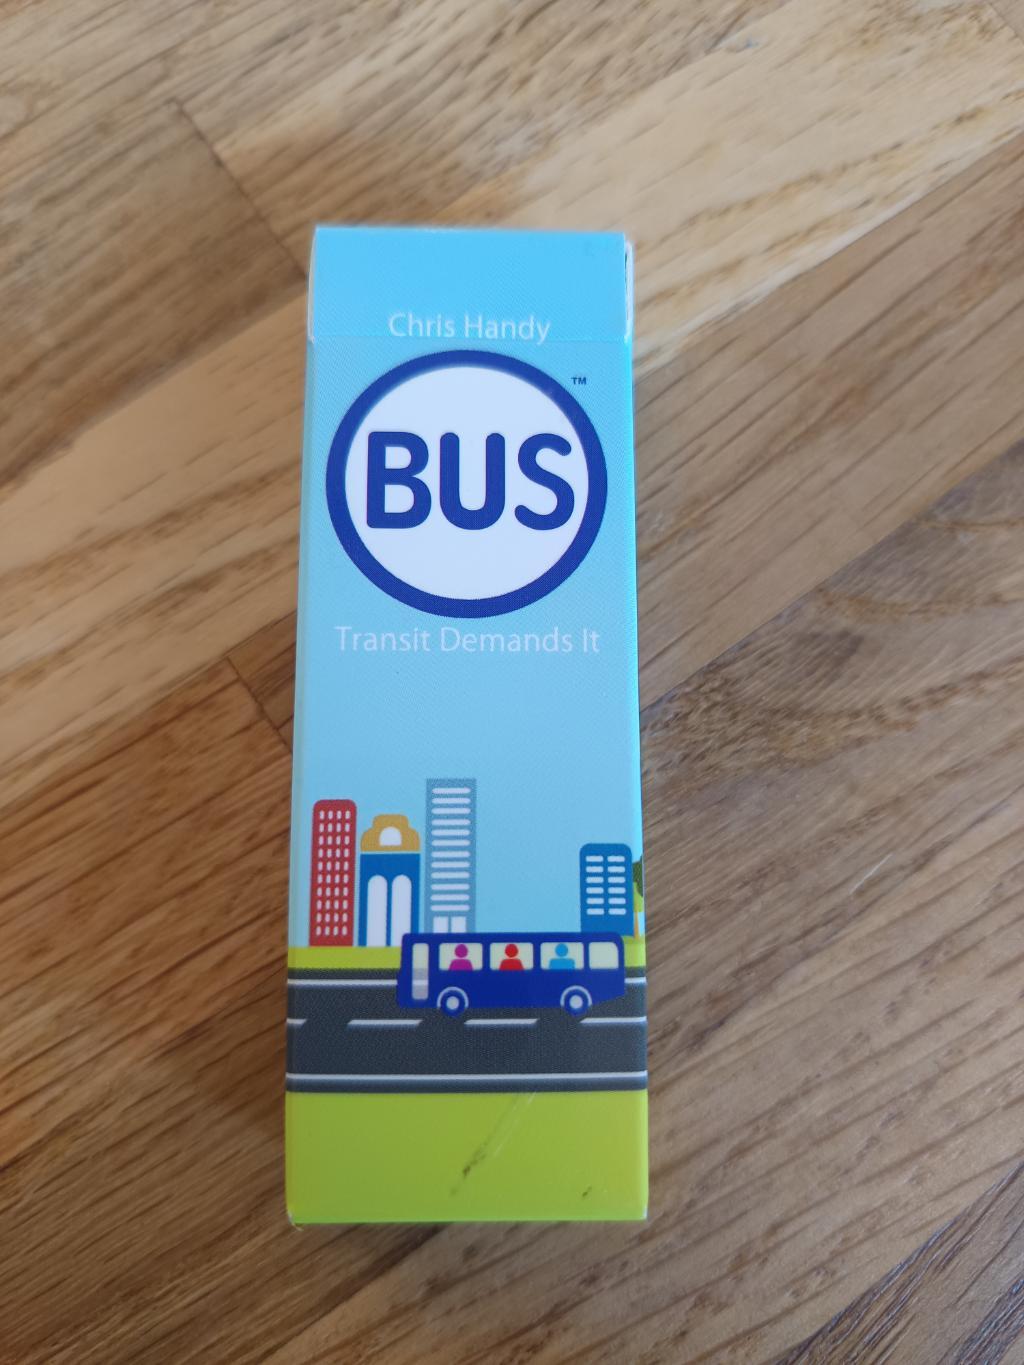 Chris Handy
TM
BUS
Transit Demands It